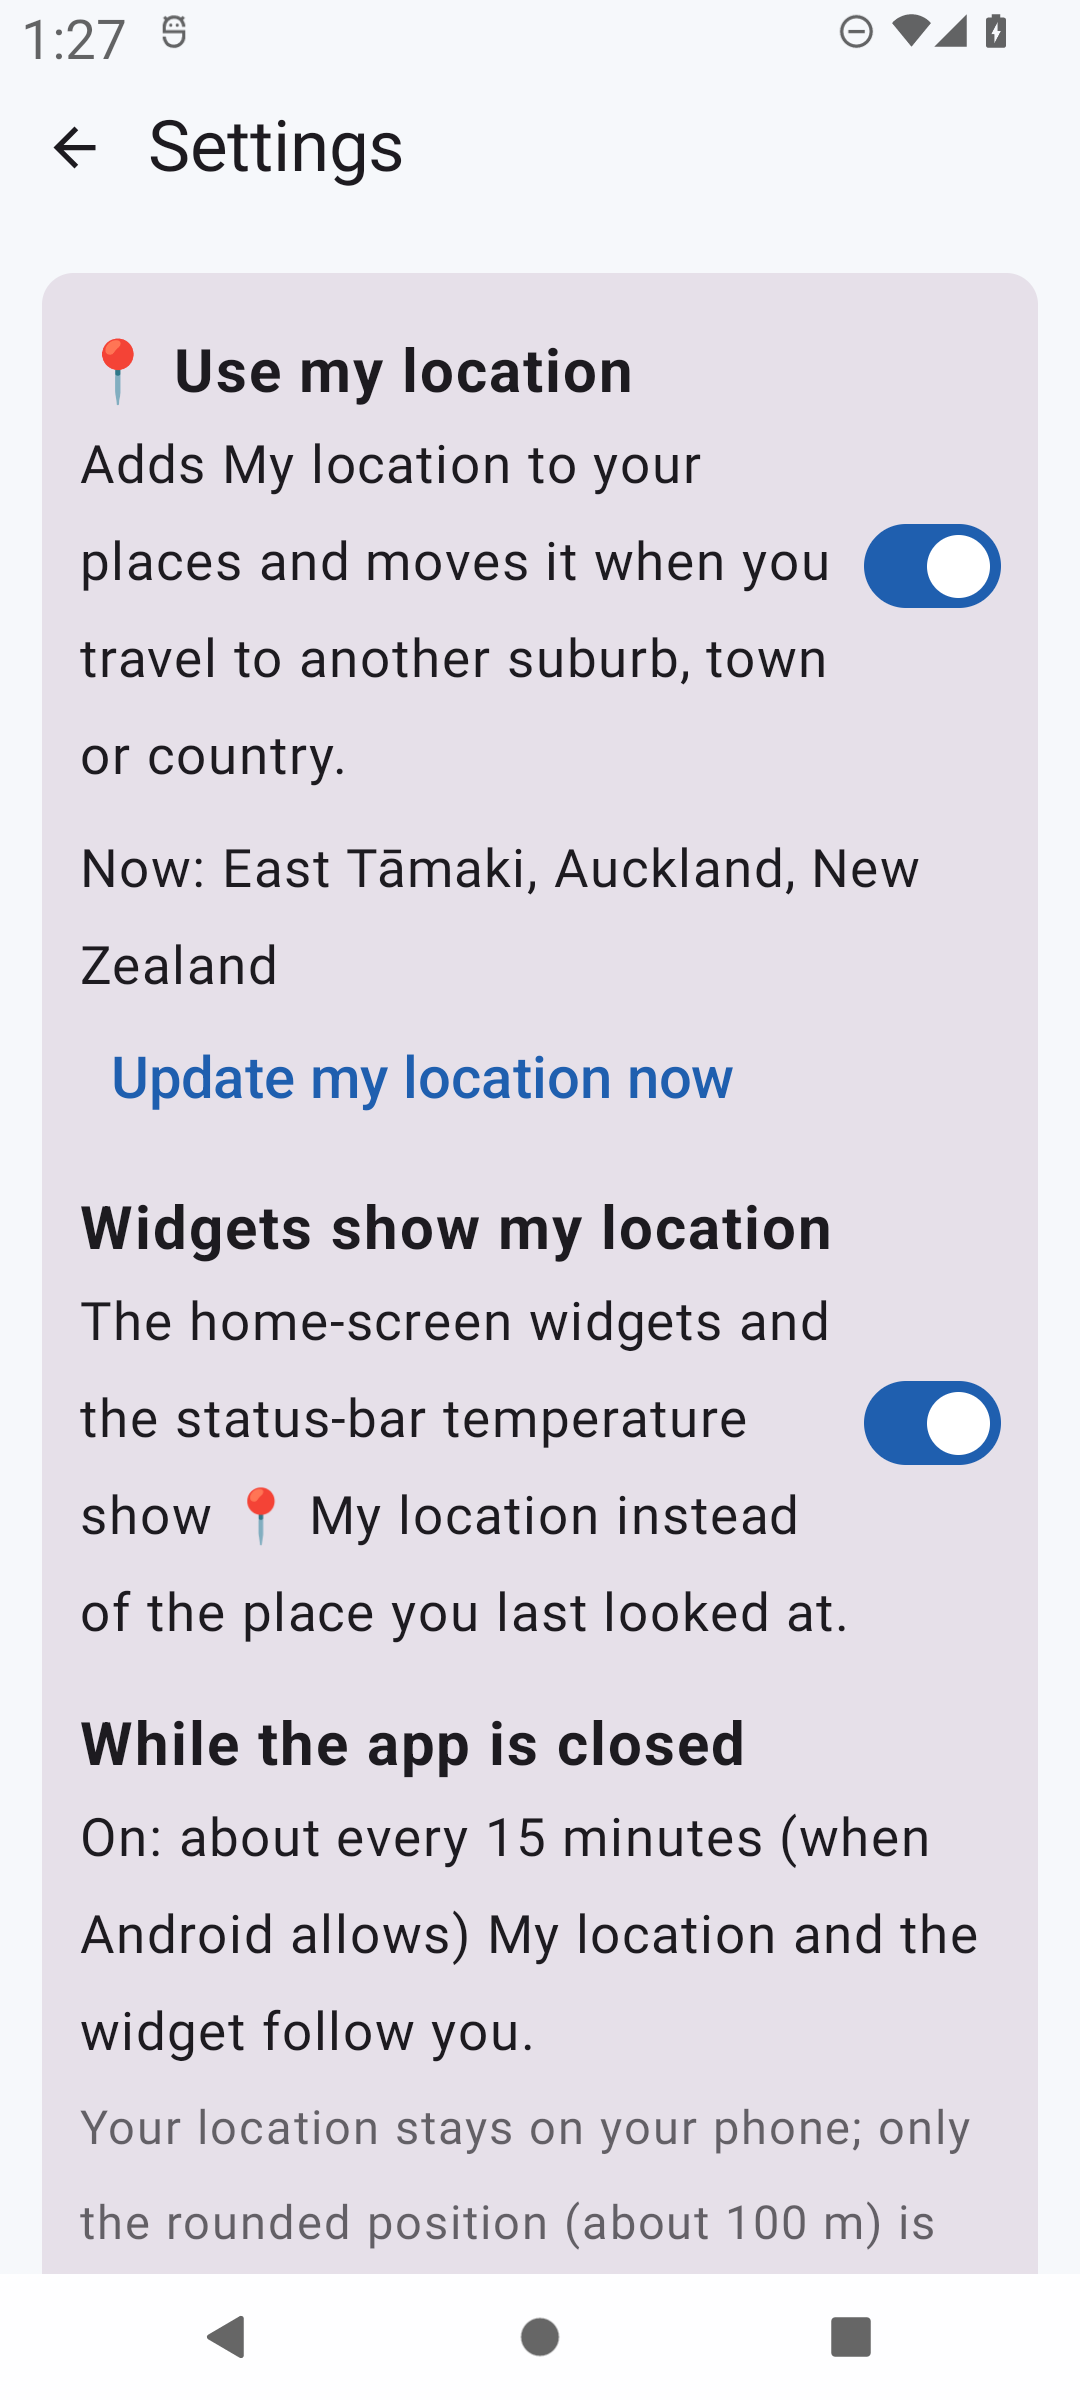 1:27
Settings
📍 Use my location
Adds My location to your
places and moves it when you
travel to another suburb, town
or country.
Now: East Tāmaki, Auckland, New
Zealand
Update my location now
Widgets show my location
The home-screen widgets and
the status-bar temperature
show 📍 My location instead
of the place you last looked at.
While the app is closed
On: about every 15 minutes (when
Android allows) My location and the
widget follow you.
Your location stays on your phone; only
the rounded position (about 100 m) is